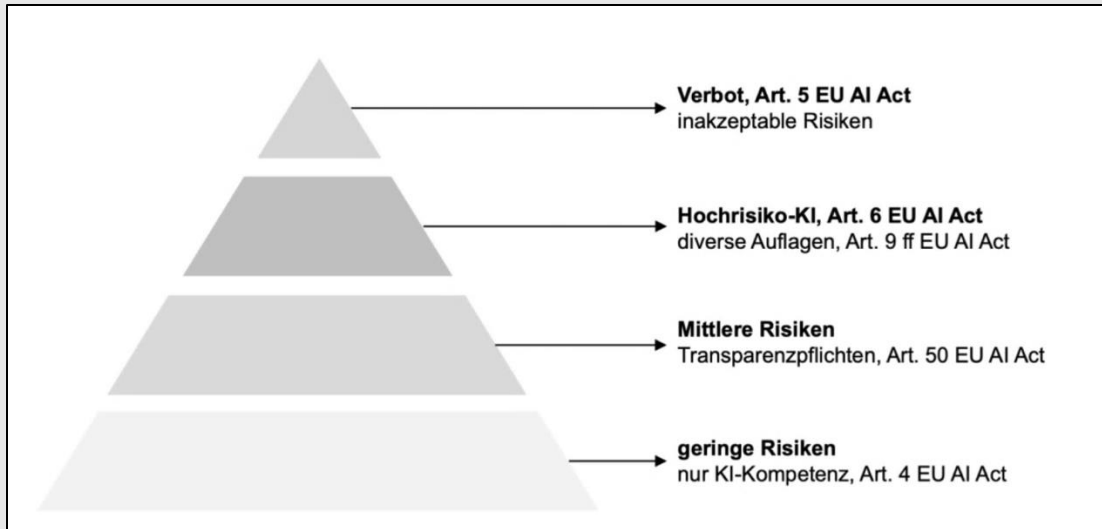 Verbot, Art. 5 EU AI Act
inakzeptable Risiken
Hochrisiko-KI, Art. 6 EU AI Act
diverse Auflagen, Art. 9 ff EU AI Act
Mittlere Risiken
Transparenzpflichten, Art. 50 EU AI Act
geringe Risiken
nur KI-Kompetenz, Art. 4 EU AI Act